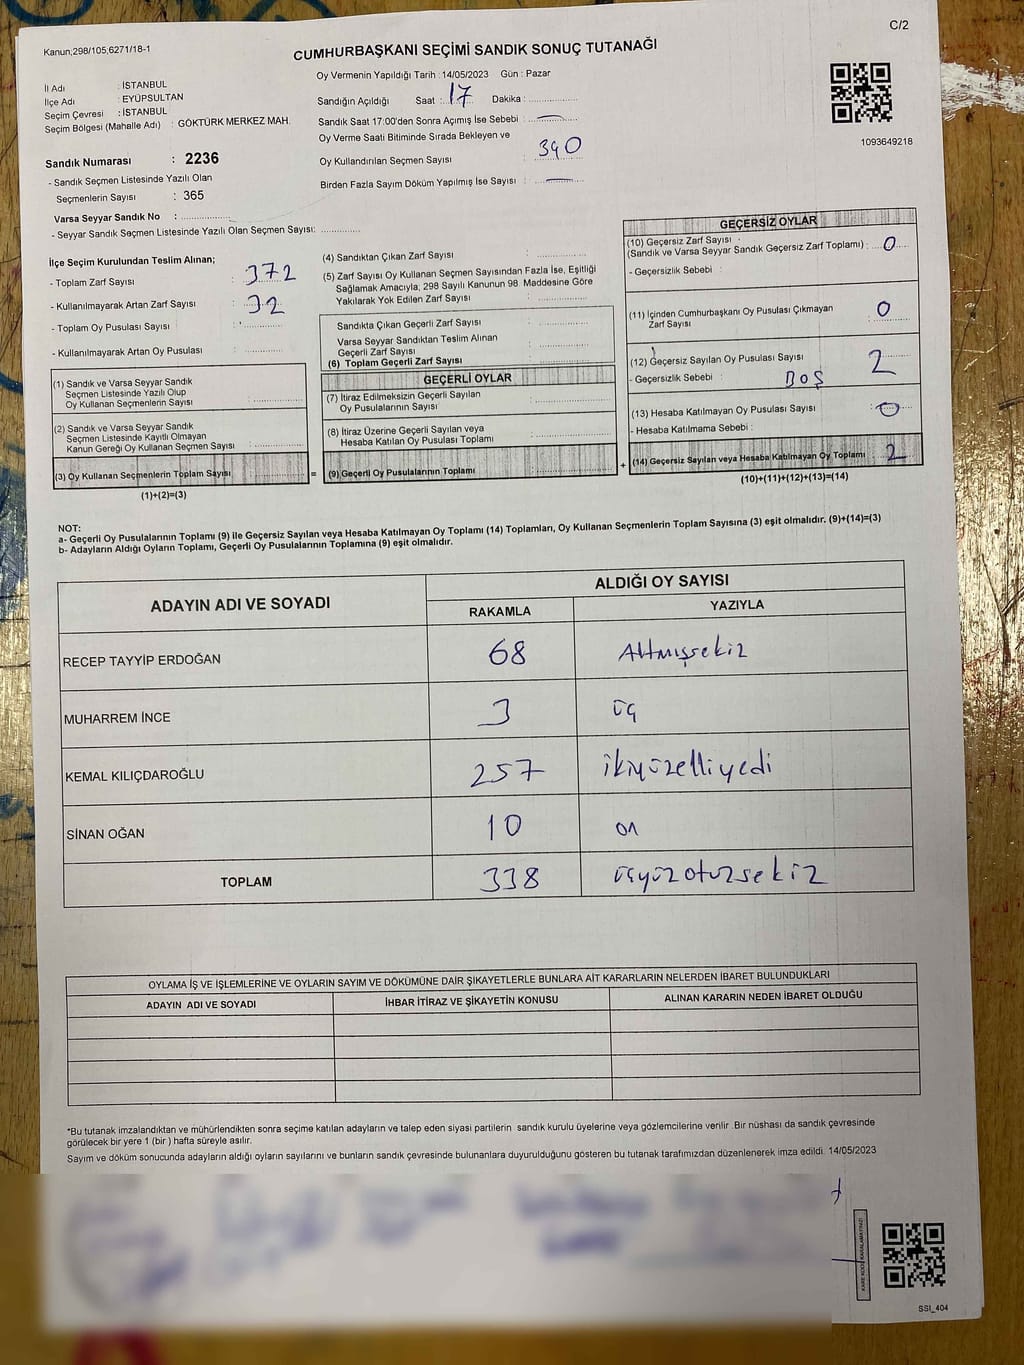 C/2
Kanun;298/105,6271/18-1
CUMHURBAŞKANI SEÇİMİ SANDIK SONUÇ TUTANAĞI
İl Adı : İSTANBUL
İlçe Adı : EYÜPSULTAN
Seçim Çevresi : İSTANBUL
Seçim Bölgesi (Mahalle Adı) : GÖKTÜRK MERKEZ MAH.
Sandık Numarası : 2236
- Sandık Seçmen Listesinde Yazılı Olan
Seçmenlerin Sayısı : 365
Varsa Seyyar Sandık No : ..............
- Seyyar Sandık Seçmen Listesinde Yazılı Olan Seçmen Sayısı: ............
Oy Vermenin Yapıldığı Tarih : 14/05/2023 Gün : Pazar
Sandığın Açıldığı Saat : 17 Dakika : ..............
Sandık Saat 17:00'den Sonra Açımış İse Sebebi : —
Oy Verme Saati Bitiminde Sırada Bekleyen ve
Oy Kullandırılan Seçmen Sayısı : 340
Birden Fazla Sayım Döküm Yapılmış İse Sayısı : —
1093649218
İlçe Seçim Kurulundan Teslim Alınan;
- Toplam Zarf Sayısı : 372
- Kullanılmayarak Artan Zarf Sayısı : 32
- Toplam Oy Pusulası Sayısı : ..............
- Kullanılmayarak Artan Oy Pusulası : ..............
(1) Sandık ve Varsa Seyyar Sandık
Seçmen Listesinde Yazılı Olup
Oy Kullanan Seçmenlerin Sayısı : ..............
(2) Sandık ve Varsa Seyyar Sandık
Seçmen Listesinde Kayıtlı Olmayan
Kanun Gereği Oy Kullanan Seçmen Sayısı : ..............
(3) Oy Kullanan Seçmenlerin Toplam Sayısı : ..............
(1)+(2)=(3)
=
(4) Sandıktan Çıkan Zarf Sayısı : ..............
(5) Zarf Sayısı Oy Kullanan Seçmen Sayısından Fazla İse, Eşitliği
Sağlamak Amacıyla, 298 Sayılı Kanunun 98 Maddesine Göre
Yakılarak Yok Edilen Zarf Sayısı : ..............
Sandıkta Çıkan Geçerli Zarf Sayısı : ..............
Varsa Seyyar Sandıktan Teslim Alınan
Geçerli Zarf Sayısı : ..............
(6) Toplam Geçerli Zarf Sayısı : ..............
GEÇERLİ OYLAR
(7) İtiraz Edilmeksizin Geçerli Sayılan
Oy Pusulalarının Sayısı : ..............
(8) İtiraz Üzerine Geçerli Sayılan veya
Hesaba Katılan Oy Pusulası Toplamı : ..............
(9) Geçerli Oy Pusulalarının Toplamı : ..............
+
GEÇERSİZ OYLAR
(10) Geçersiz Zarf Sayısı
(Sandık ve Varsa Seyyar Sandık Geçersiz Zarf Toplamı) : 0
- Geçersizlik Sebebi :
(11) İçinden Cumhurbaşkanı Oy Pusulası Çıkmayan
Zarf Sayısı : 0
(12) Geçersiz Sayılan Oy Pusulası Sayısı : 2
- Geçersizlik Sebebi : BOŞ
(13) Hesaba Katılmayan Oy Pusulası Sayısı : 0
- Hesaba Katılmama Sebebi :
(14) Geçersiz Sayılan veya Hesaba Katılmayan Oy Toplamı : 2
(10)+(11)+(12)+(13)=(14)
NOT:
a- Geçerli Oy Pusulalarının Toplamı (9) ile Geçersiz Sayılan veya Hesaba Katılmayan Oy Toplamı (14) Toplamları, Oy Kullanan Seçmenlerin Toplam Sayısına (3) eşit olmalıdır. (9)+(14)=(3)
b- Adayların Aldığı Oyların Toplamı, Geçerli Oy Pusulalarının Toplamına (9) eşit olmalıdır.
ADAYIN ADI VE SOYADI ALDIĞI OY SAYISI
RAKAMLA YAZIYLA
RECEP TAYYİP ERDOĞAN 68 Altmışsekiz
MUHARREM İNCE 3 üç
KEMAL KILIÇDAROĞLU 257 ikiyüzelliyedi
SİNAN OĞAN 10 on
TOPLAM 338 üçyüzotuzsekiz
OYLAMA İŞ VE İŞLEMLERİNE VE OYLARIN SAYIM VE DÖKÜMÜNE DAİR ŞİKAYETLERLE BUNLARA AİT KARARLARIN NELERDEN İBARET BULUNDUKLARI
ADAYIN ADI VE SOYADI İHBAR İTİRAZ VE ŞİKAYETİN KONUSU ALINAN KARARIN NEDEN İBARET OLDUĞU
*Bu tutanak imzalandıktan ve mühürlendikten sonra seçime katılan adayların ve talep eden siyasi partilerin sandık kurulu üyelerine veya gözlemcilerine verilir. Bir nüshası da sandık çevresinde
görülecek bir yere 1 (bir ) hafta süreyle asılır.
Sayım ve döküm sonucunda adayların aldığı oyların sayılarını ve bunların sandık çevresinde bulunanlara duyurulduğunu gösteren bu tutanak tarafımızdan düzenlenerek imza edildi. 14/05/2023
KARE KODU KARALAMAYINIZ!
SSI_404